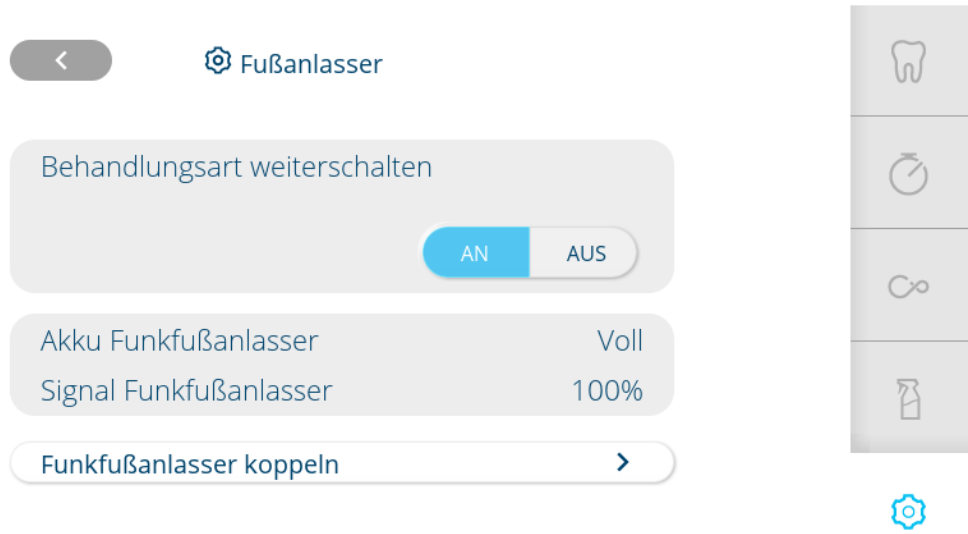 Fußanlasser
Behandlungsart weiterschalten
AN AUS
Akku Funkfußanlasser Voll
Signal Funkfußanlasser 100%
Funkfußanlasser koppeln